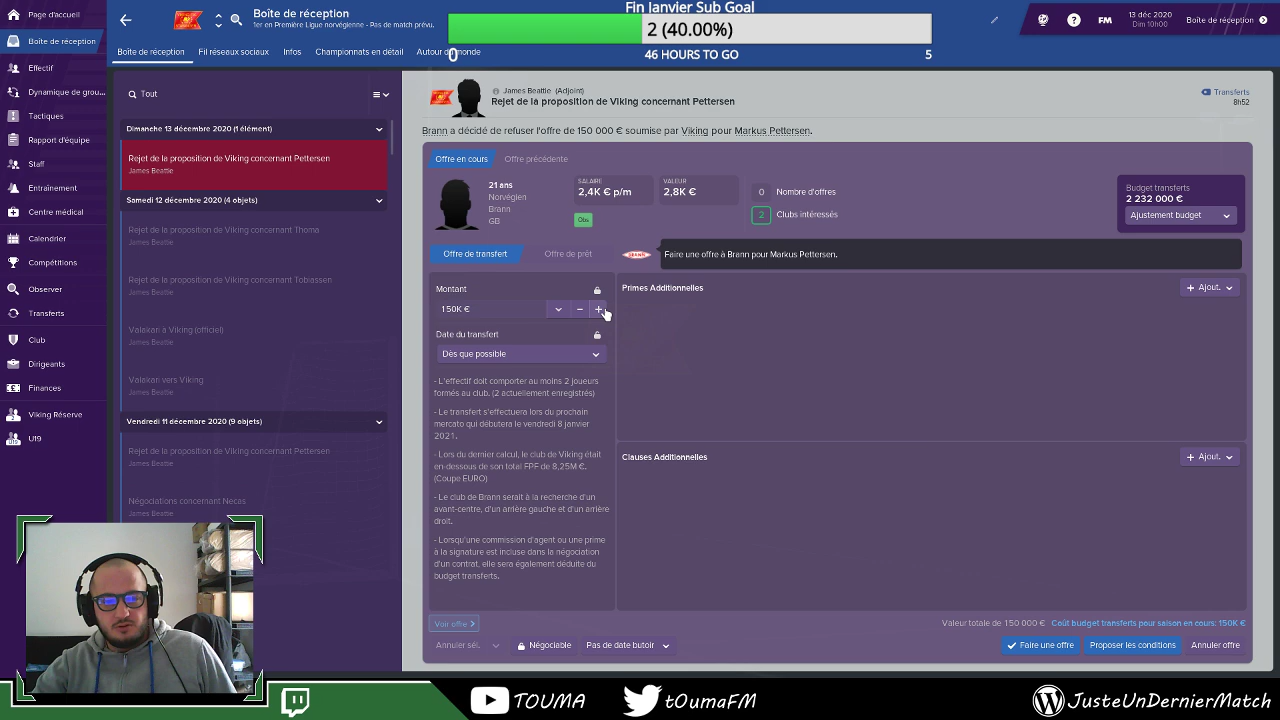 Fin Janvier Sub Goal
2 (40.00%)
0
46 HOURS TO GO
5
Boîte de réception
1er en Première Ligue norvégienne - Pas de match prévu.
FM
13 déc 2020
Dim 10h00
Boîte de réception
Boîte de réception
Fil réseaux sociaux
Infos
Championnats en détail
Autour du monde
Page d'accueil
Boîte de réception
Effectif
Dynamique de grou...
Tactiques
Rapport d'équipe
Staff
Entraînement
Centre médical
Calendrier
Compétitions
Observer
Transferts
Club
Dirigeants
Finances
Viking Réserve
U19
Tout
Dimanche 13 décembre 2020 (1 élément)
Rejet de la proposition de Viking concernant Pettersen
James Beattie
Samedi 12 décembre 2020 (4 objets)
Rejet de la proposition de Viking concernant Thoma
James Beattie
Rejet de la proposition de Viking concernant Tobiassen
James Beattie
Valakari à Viking (officiel)
James Beattie
Valakari vers Viking
James Beattie
Vendredi 11 décembre 2020 (9 objets)
Rejet de la proposition de Viking concernant Pettersen
James Beattie
Négociations concernant Necas
James Beattie
James Beattie (Adjoint)
Rejet de la proposition de Viking concernant Pettersen
Transferts
8h52
Brann a décidé de refuser l'offre de 150 000 € soumise par Viking pour Markus Pettersen.
Offre en cours
Offre précédente
21 ans
Norvégien
Brann
GB
SALAIRE
2,4K € p/m
VALEUR
2,8K €
Obs
0 Nombre d'offres
2 Clubs intéressés
Budget transferts
2 232 000 €
Ajustement budget
Offre de transfert
Offre de prêt
BRANN
Faire une offre à Brann pour Markus Pettersen.
Montant
150K €
Date du transfert
Dès que possible
- L'effectif doit comporter au moins 2 joueurs
formés au club. (2 actuellement enregistrés)
- Le transfert s'effectuera lors du prochain
mercato qui débutera le vendredi 8 janvier
2021.
- Lors du dernier calcul, le club de Viking était
en-dessous de son total FPF de 8,25M €.
(Coupe EURO)
- Le club de Brann serait à la recherche d'un
avant-centre, d'un arrière gauche et d'un arrière
droit.
- Lorsqu'une commission d'agent ou une prime
à la signature est incluse dans la négociation
d'un contrat, elle sera également déduite du
budget transferts.
Primes Additionnelles
Ajout.
Clauses Additionnelles
Ajout.
Voir offre
Valeur totale de 150 000 € Coût budget transferts pour saison en cours: 150K €
Annuler sél.
Négociable
Pas de date butoir
Faire une offre
Proposer les conditions
Annuler offre
TOUMA
tOumaFM
JusteUnDernierMatch